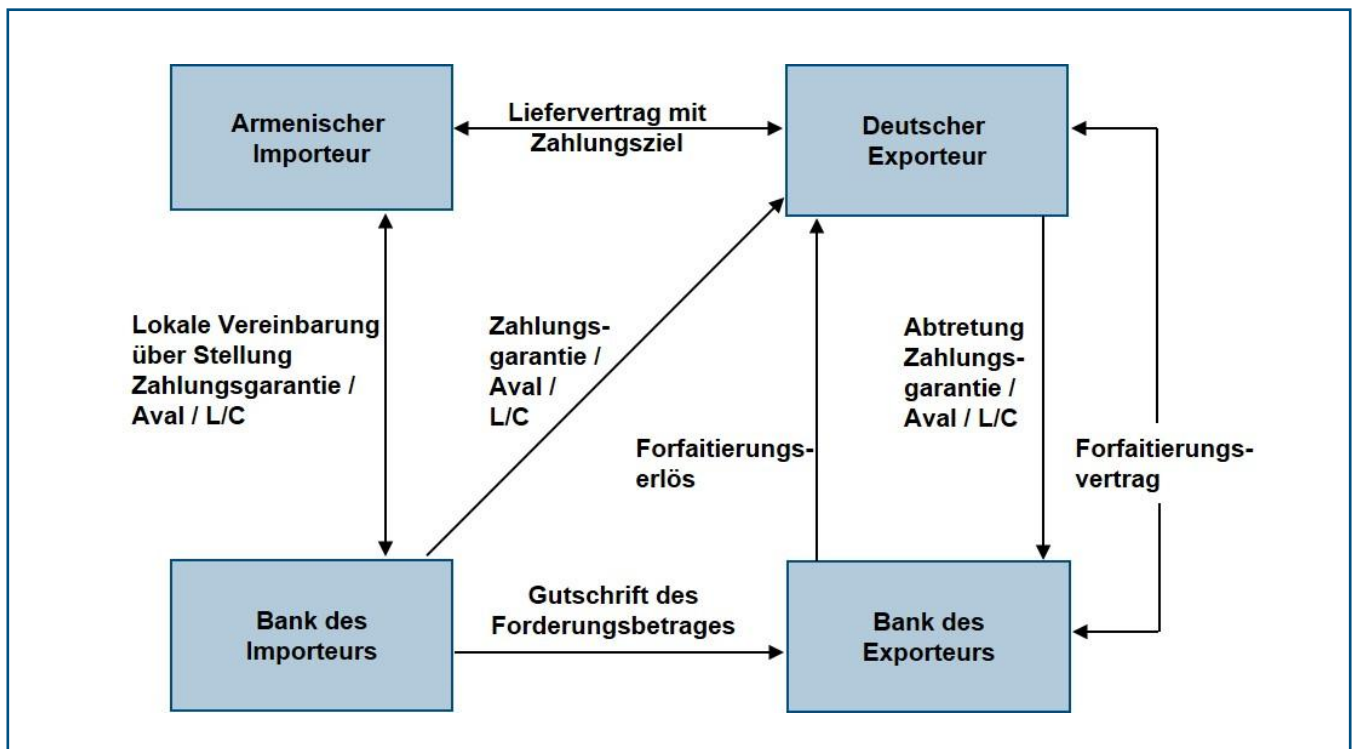 Armenischer
Importeur
Liefervertrag mit
Zahlungsziel
Deutscher
Exporteur
Lokale Vereinbarung
über Stellung
Zahlungsgarantie /
Aval / L/C
Zahlungs-
garantie /
Aval /
L/C
Forfaitierungs-
erlös
Abtretung
Zahlungs-
garantie /
Aval / L/C
Forfaitierungs-
vertrag
Bank des
Importeurs
Gutschrift des
Forderungsbetrages
Bank des
Exporteurs